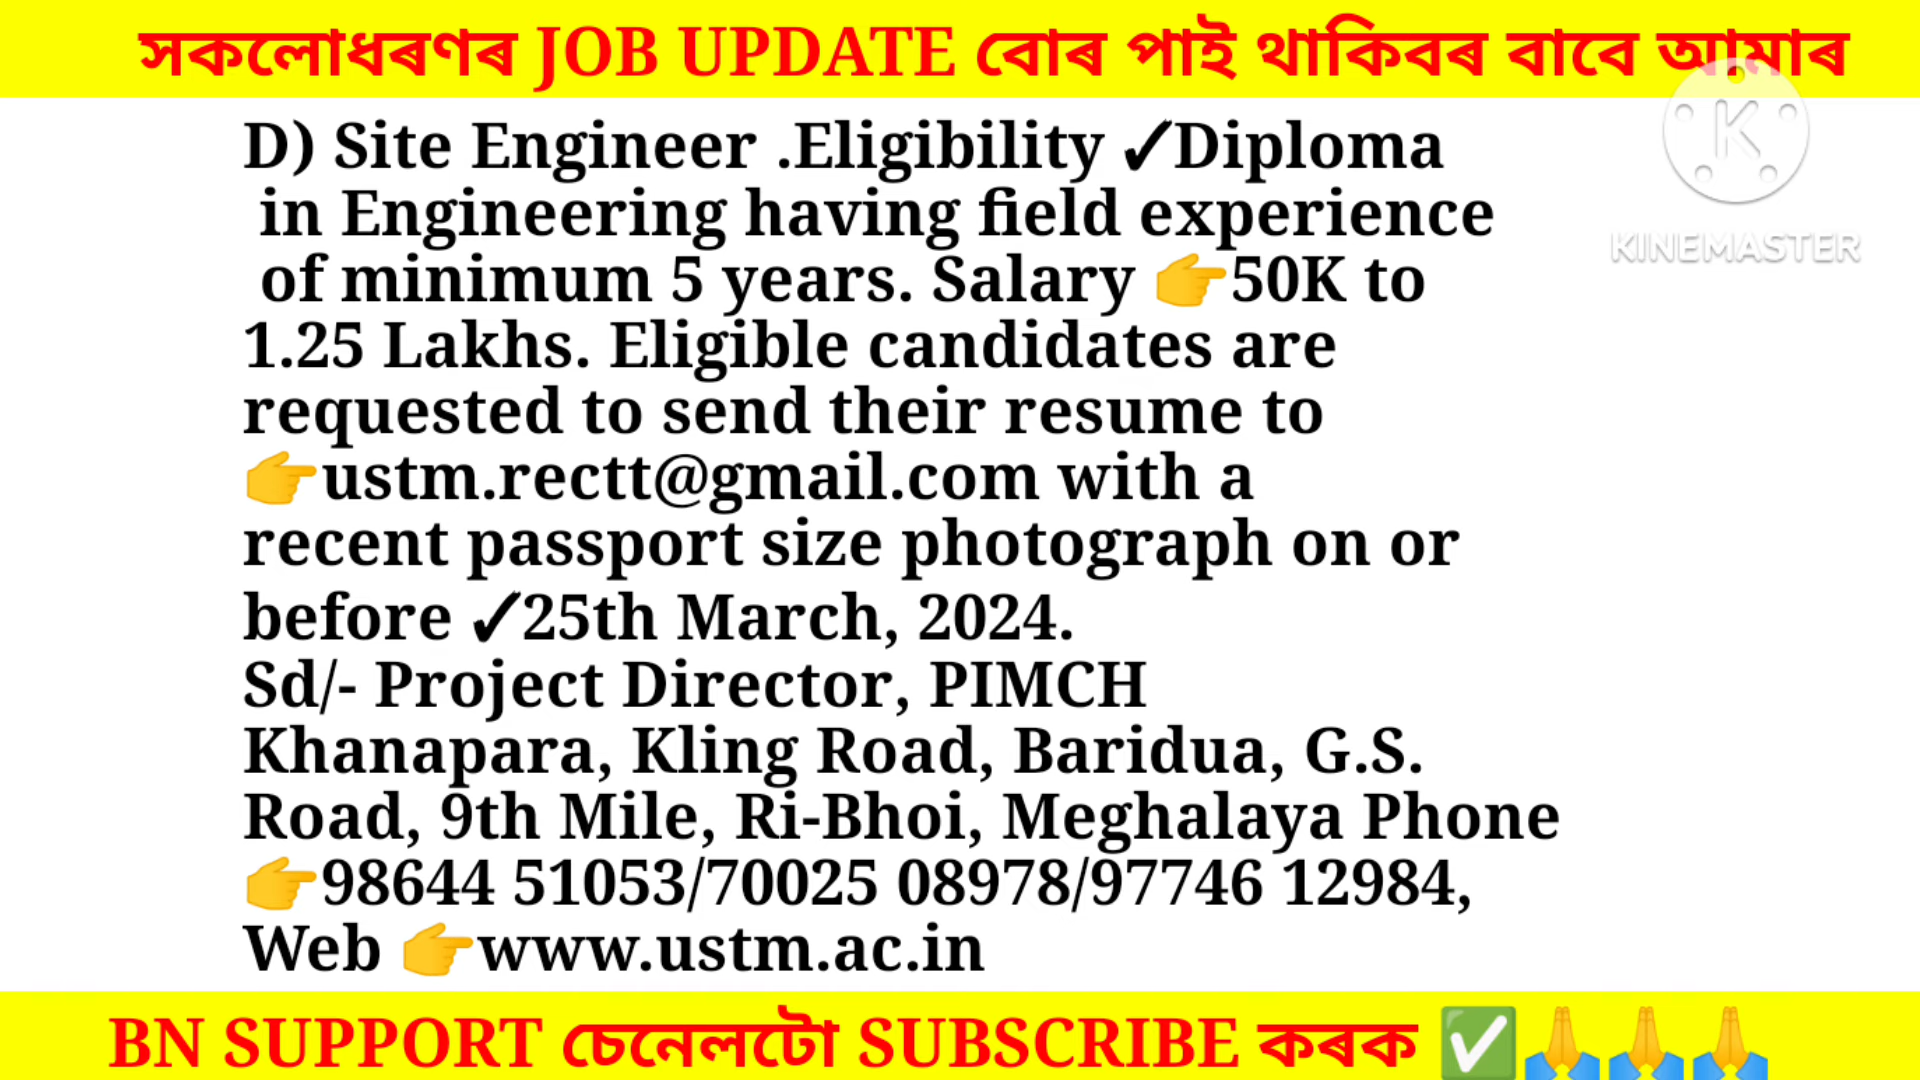 সকলোধৰণৰ JOB UPDATE বোৰ পাই থাকিবৰ বাবে আমাৰ
K
KINEMASTER
D) Site Engineer .Eligibility ✓Diploma
in Engineering having field experience
of minimum 5 years. Salary 👉50K to
1.25 Lakhs. Eligible candidates are
requested to send their resume to
👉ustm.rectt@gmail.com with a
recent passport size photograph on or
before ✓25th March, 2024.
Sd/- Project Director, PIMCH
Khanapara, Kling Road, Baridua, G.S.
Road, 9th Mile, Ri-Bhoi, Meghalaya Phone
👉98644 51053/70025 08978/97746 12984,
Web 👉www.ustm.ac.in
BN SUPPORT চেনেলটো SUBSCRIBE কৰক ✅🙏🙏🙏